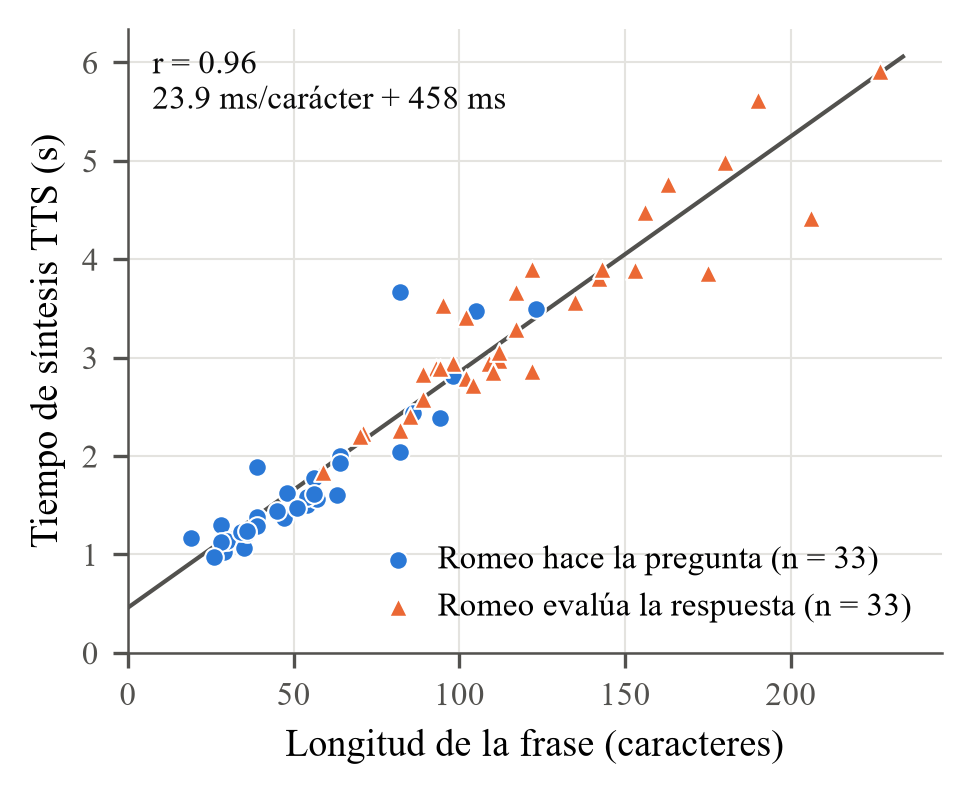 r = 0.96
23.9 ms/carácter + 458 ms
Tiempo de síntesis TTS (s)
6
5
4
3
2
1
0
Romeo hace la pregunta (n = 33)
Romeo evalúa la respuesta (n = 33)
0 50 100 150 200
Longitud de la frase (caracteres)